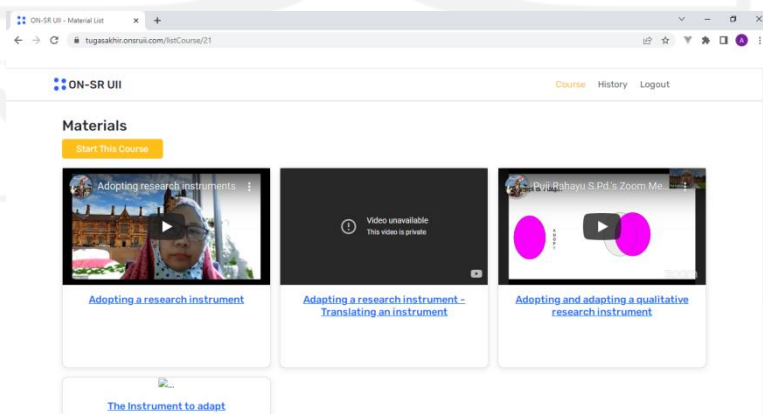 ON-SR UII - Material List
tugasakhir.onsruii.com/listCourse/21
ON-SR UII
Course History Logout
Materials
Start This Course
Adopting research instruments
Video unavailable
This video is private
Puji Rahayu S.Pd.'s Zoom Me...
Adopting a research instrument
Adapting a research instrument -
Translating an instrument
Adopting and adapting a qualitative
research instrument
...
The Instrument to adapt